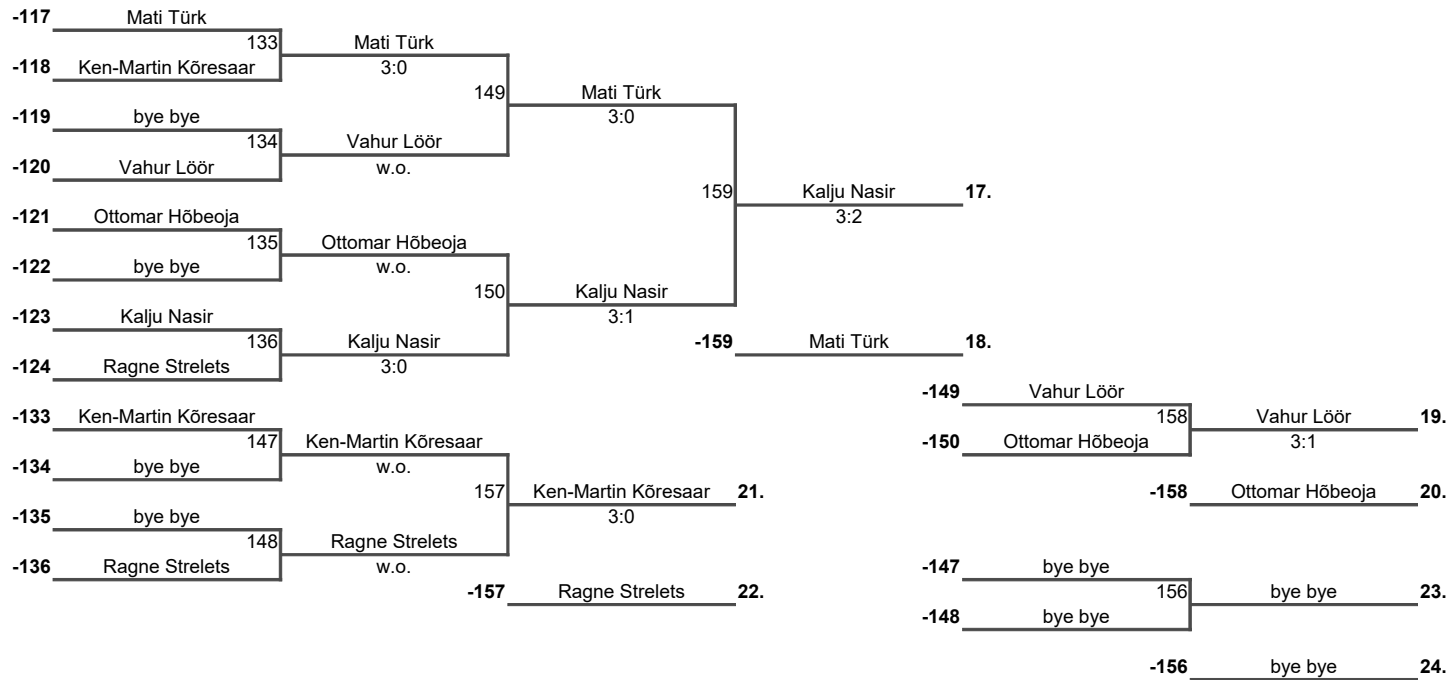 -117 Mati Türk
133 Mati Türk
-118 Ken-Martin Kõresaar 3:0
149 Mati Türk
-119 bye bye 3:0
134 Vahur Löör
-120 Vahur Löör w.o.
159 Kalju Nasir 17.
-121 Ottomar Hõbeoja 3:2
135 Ottomar Hõbeoja
-122 bye bye w.o.
150 Kalju Nasir
-123 Kalju Nasir 3:1
136 Kalju Nasir -159 Mati Türk 18.
-124 Ragne Strelets 3:0
-149 Vahur Löör
-133 Ken-Martin Kõresaar 158 Vahur Löör 19.
147 Ken-Martin Kõresaar -150 Ottomar Hõbeoja 3:1
-134 bye bye w.o.
157 Ken-Martin Kõresaar 21. -158 Ottomar Hõbeoja 20.
-135 bye bye 3:0
148 Ragne Strelets
-136 Ragne Strelets w.o. -147 bye bye
-157 Ragne Strelets 22. 156 bye bye 23.
-148 bye bye
-156 bye bye 24.